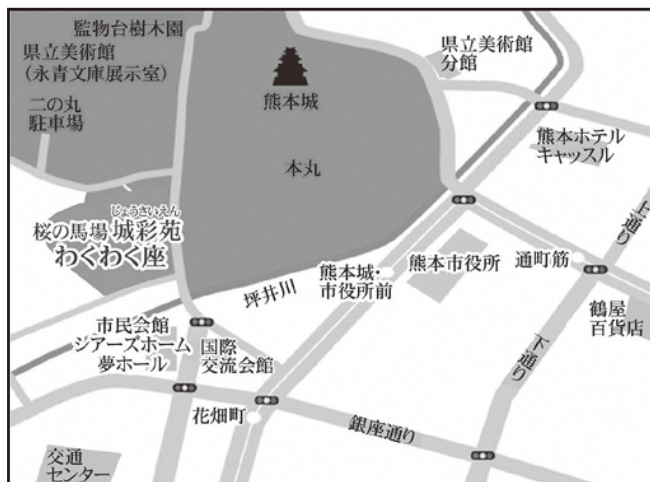 監物台樹木園
県立美術館
（永青文庫展示室）
二の丸
駐車場
熊本城
本丸
県立美術館
分館
熊本ホテル
キャッスル
上通り
じょうさいえん
桜の馬場 城彩苑
わくわく座
坪井川
熊本城・
市役所前
熊本市役所
通町筋
鶴屋
百貨店
市民会館
シアーズホーム
夢ホール
国際
交流会館
下通り
花畑町
銀座通り
交通
センター